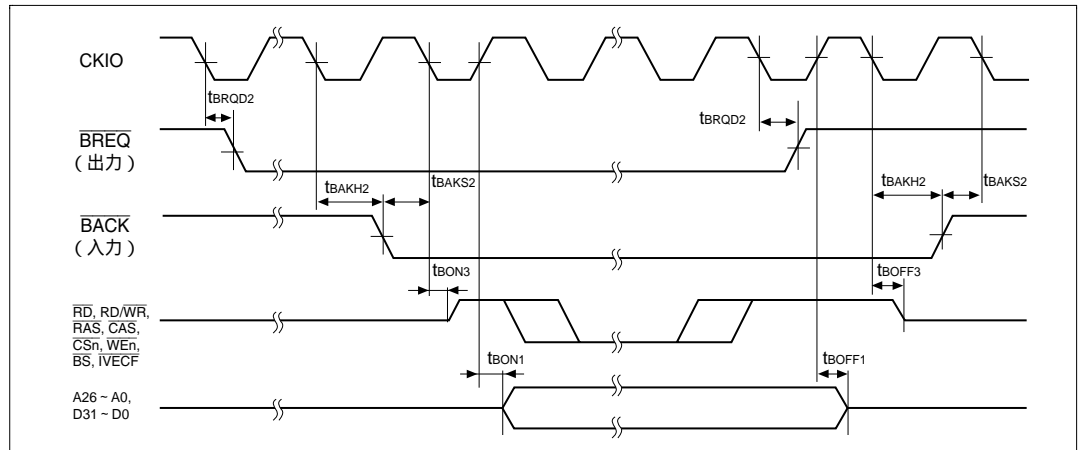 CKIO
tBRQD2
tBRQD2
BREQ
(出力)
tBAKH2
tBAKS2
tBAKH2
tBAKS2
BACK
(入力)
tBON3
tBOFF3
RD, RD/WR,
RAS, CAS,
CSn, WEn,
BS, IVECF
tBON1
tBOFF1
A26 ~ A0,
D31 ~ D0